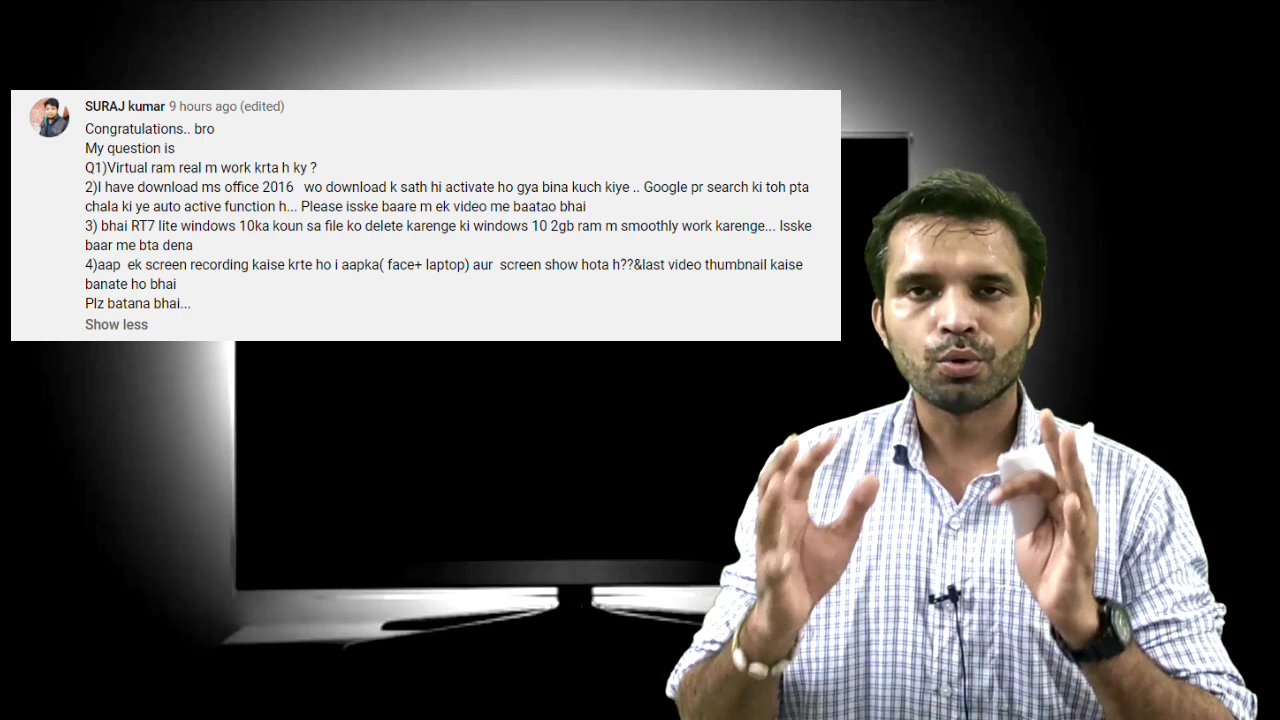 SURAJ kumar 9 hours ago (edited)
Congratulations.. bro
My question is
Q1)Virtual ram real m work krta h ky ?
2)I have download ms office 2016 wo download k sath hi activate ho gya bina kuch kiye .. Google pr search ki toh pta
chala ki ye auto active function h... Please isske baare m ek video me baatao bhai
3) bhai RT7 lite windows 10ka koun sa file ko delete karenge ki windows 10 2gb ram m smoothly work karenge... Isske
baar me bta dena
4)aap ek screen recording kaise krte ho i aapka( face+ laptop) aur screen show hota h??&last video thumbnail kaise
banate ho bhai
Plz batana bhai...
Show less